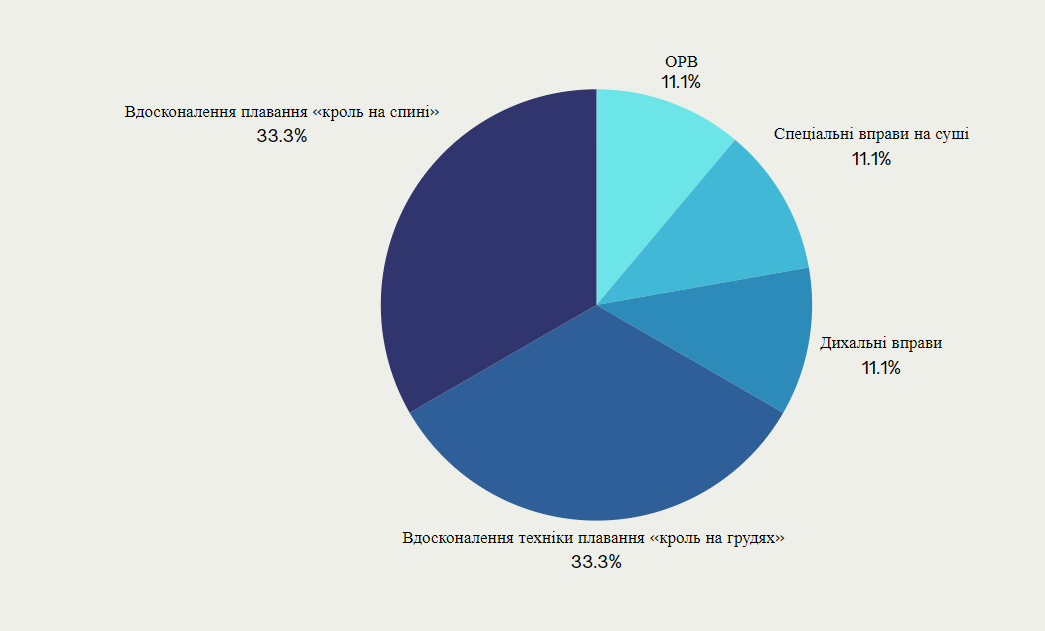 ОРВ
11.1%
Вдосконалення плавання «кроль на спині»
33.3%
Спеціальні вправи на суші
11.1%
Дихальні вправи
11.1%
Вдосконалення техніки плавання «кроль на грудях»
33.3%